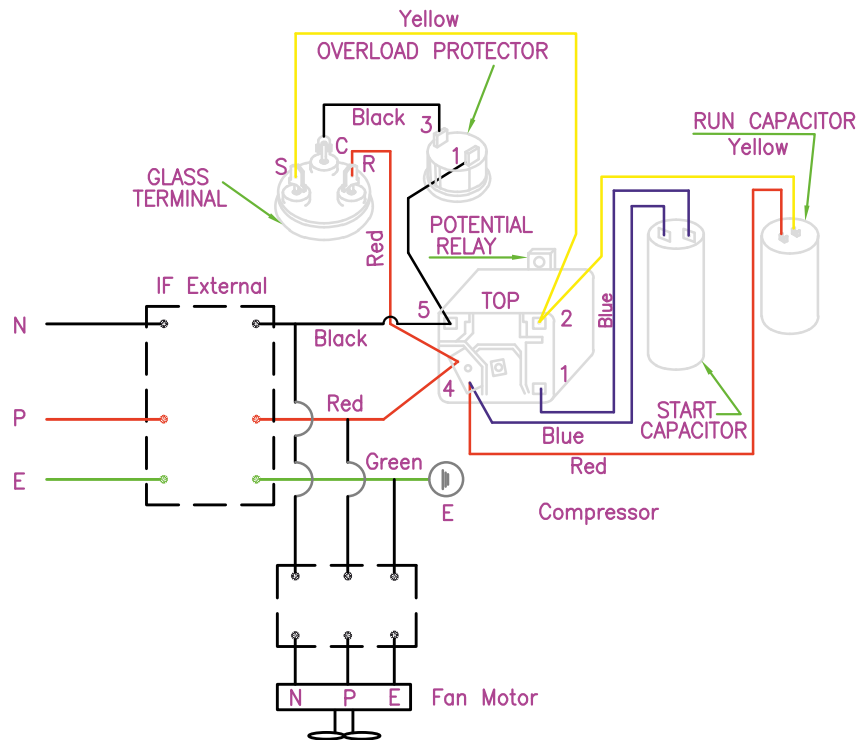 Yellow
OVERLOAD PROTECTOR
Black
3
RUN CAPACITOR
Yellow
C
S
R
1
GLASS
TERMINAL
POTENTIAL
RELAY
Red
IF External
TOP
5
2
Blue
N
Black
4
1
Red
P
START
CAPACITOR
Blue
Green
Red
E
E
Compressor
N P E
Fan Motor